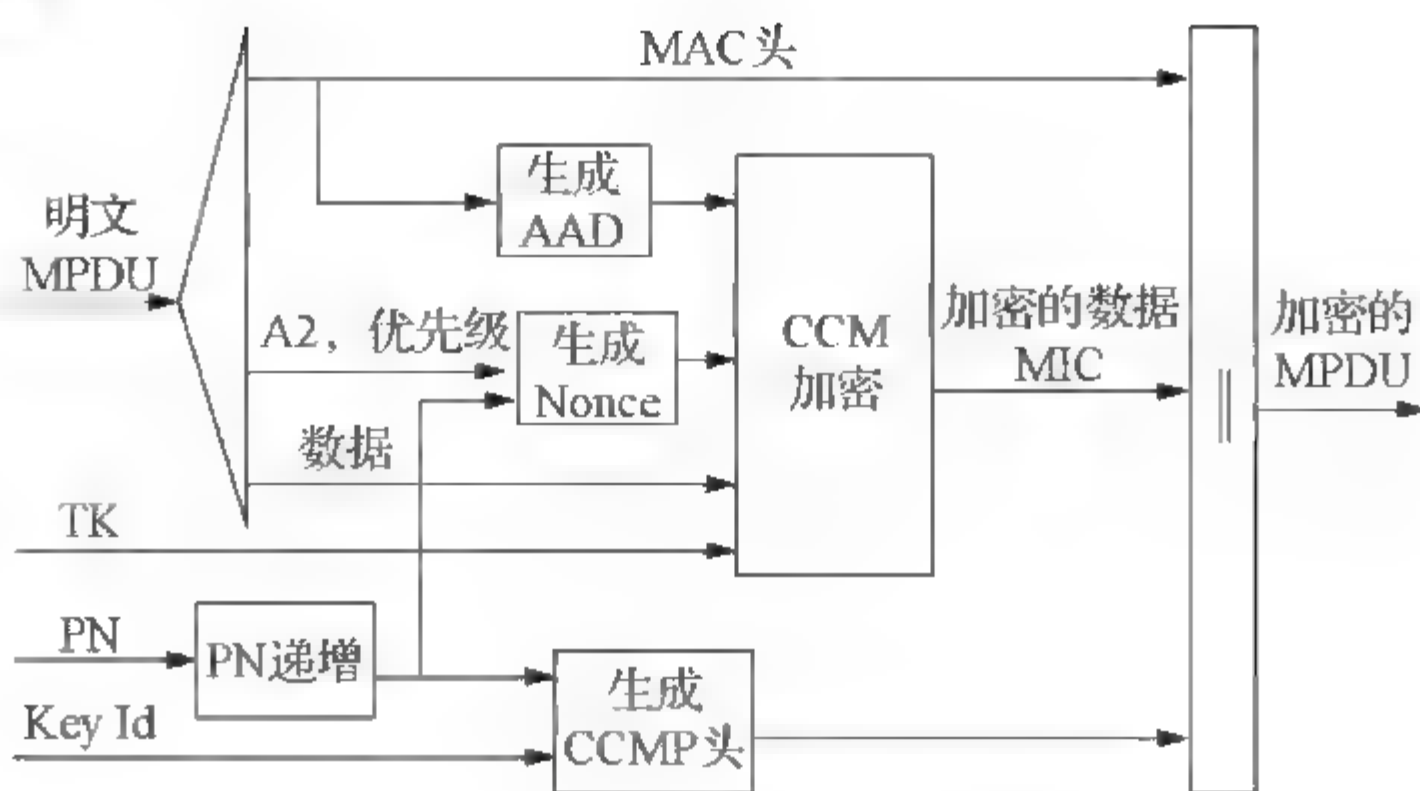 MAC头
生成
AAD
明文
MPDU
A2，优先级
生成
Nonce
CCM
加密
加密的数据
MIC
||
加密的
MPDU
数据
TK
PN
PN递增
Key Id
生成
CCMP头